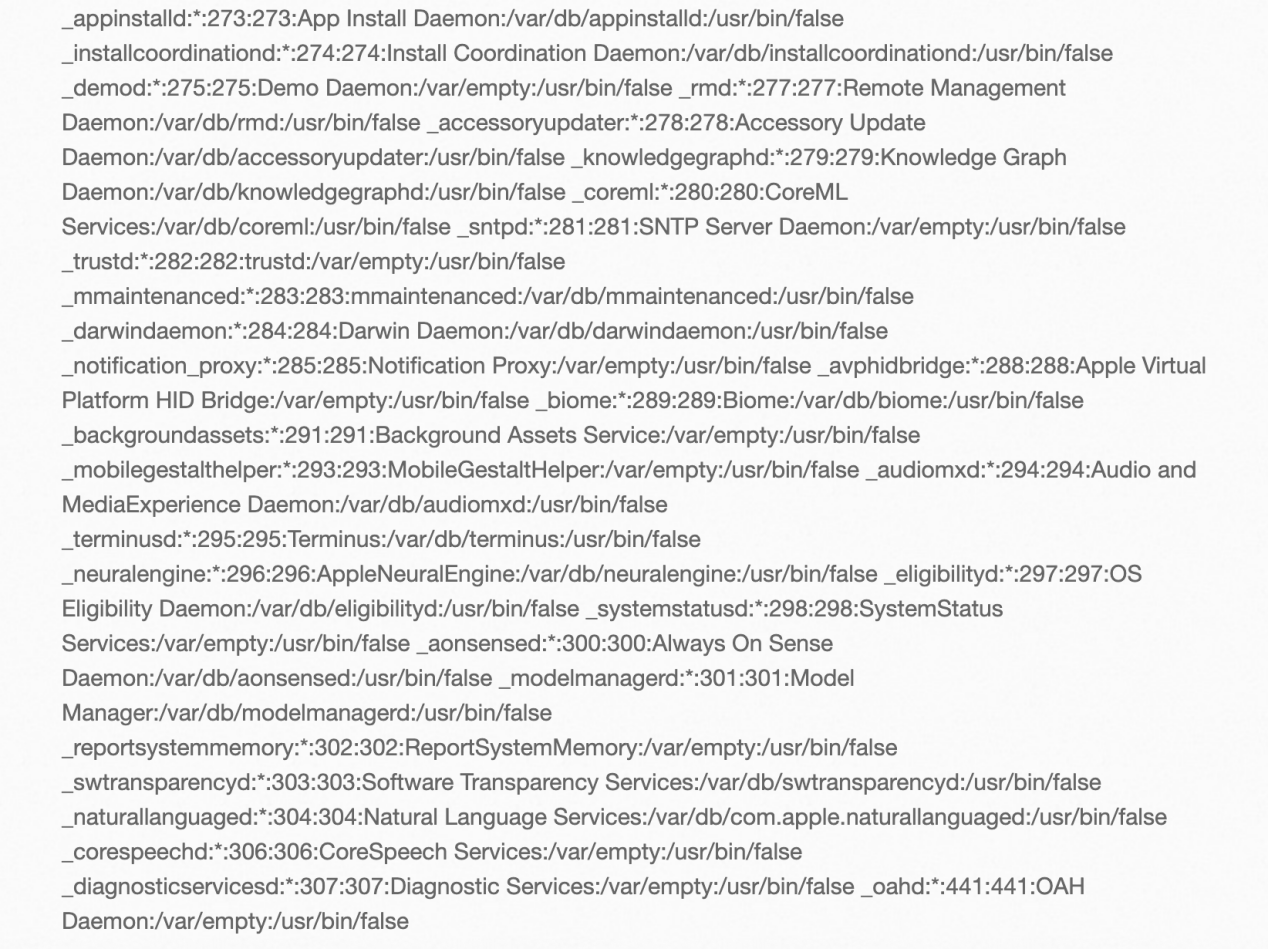 _appinstalld:*:273:273:App Install Daemon:/var/db/appinstalld:/usr/bin/false
_installcoordinationd:*:274:274:Install Coordination Daemon:/var/db/installcoordinationd:/usr/bin/false
_demod:*:275:275:Demo Daemon:/var/empty:/usr/bin/false _rmd:*:277:277:Remote Management
Daemon:/var/db/rmd:/usr/bin/false _accessoryupdater:*:278:278:Accessory Update
Daemon:/var/db/accessoryupdater:/usr/bin/false _knowledgegraphd:*:279:279:Knowledge Graph
Daemon:/var/db/knowledgegraphd:/usr/bin/false _coreml:*:280:280:CoreML
Services:/var/db/coreml:/usr/bin/false _sntpd:*:281:281:SNTP Server Daemon:/var/empty:/usr/bin/false
_trustd:*:282:282:trustd:/var/empty:/usr/bin/false
_mmaintenanced:*:283:283:mmaintenanced:/var/db/mmaintenanced:/usr/bin/false
_darwindaemon:*:284:284:Darwin Daemon:/var/db/darwindaemon:/usr/bin/false
_notification_proxy:*:285:285:Notification Proxy:/var/empty:/usr/bin/false _avphidbridge:*:288:288:Apple Virtual
Platform HID Bridge:/var/empty:/usr/bin/false _biome:*:289:289:Biome:/var/db/biome:/usr/bin/false
_backgroundassets:*:291:291:Background Assets Service:/var/empty:/usr/bin/false
_mobilegestalthelper:*:293:293:MobileGestaltHelper:/var/empty:/usr/bin/false _audiomxd:*:294:294:Audio and
MediaExperience Daemon:/var/db/audiomxd:/usr/bin/false
_terminusd:*:295:295:Terminus:/var/db/terminus:/usr/bin/false
_neuralengine:*:296:296:AppleNeuralEngine:/var/db/neuralengine:/usr/bin/false _eligibilityd:*:297:297:OS
Eligibility Daemon:/var/db/eligibilityd:/usr/bin/false _systemstatusd:*:298:298:SystemStatus
Services:/var/empty:/usr/bin/false _aonsensed:*:300:300:Always On Sense
Daemon:/var/db/aonsensed:/usr/bin/false _modelmanagerd:*:301:301:Model
Manager:/var/db/modelmanagerd:/usr/bin/false
_reportsystemmemory:*:302:302:ReportSystemMemory:/var/empty:/usr/bin/false
_swtransparencyd:*:303:303:Software Transparency Services:/var/db/swtransparencyd:/usr/bin/false
_naturallanguaged:*:304:304:Natural Language Services:/var/db/com.apple.naturallanguaged:/usr/bin/false
_corespeechd:*:306:306:CoreSpeech Services:/var/empty:/usr/bin/false
_diagnosticservicesd:*:307:307:Diagnostic Services:/var/empty:/usr/bin/false _oahd:*:441:441:OAH
Daemon:/var/empty:/usr/bin/false